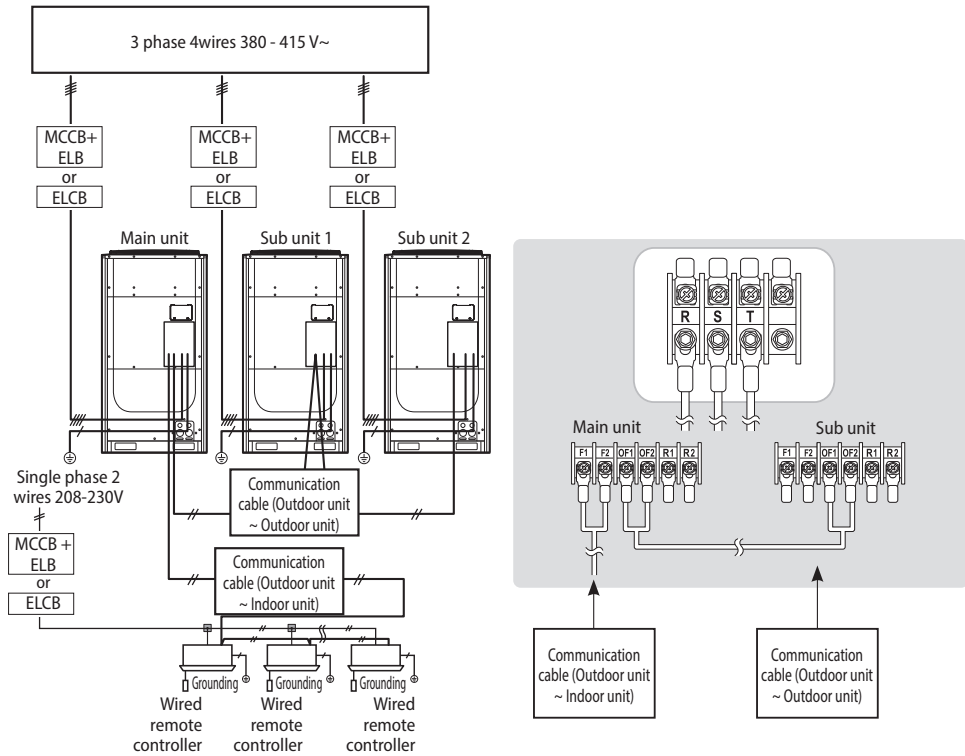 3 phase 4wires 380 - 415 V~
MCCB+
ELB
or
ELCB
MCCB+
ELB
or
ELCB
MCCB+
ELB
or
ELCB
Main unit
Sub unit 1
Sub unit 2
Single phase 2
wires 208-230V
MCCB +
ELB
or
ELCB
Communication
cable (Outdoor unit
~ Outdoor unit)
Communication
cable (Outdoor unit
~ Indoor unit)
Grounding
Grounding
Grounding
Wired
remote
controller
Wired
remote
controller
Wired
remote
controller
R S T
Main unit
F1 F2 OF1 OF2 R1 R2
Sub unit
F1 F2 OF1 OF2 R1 R2
Communication
cable (Outdoor unit
~ Indoor unit)
Communication
cable (Outdoor unit
~ Outdoor unit)